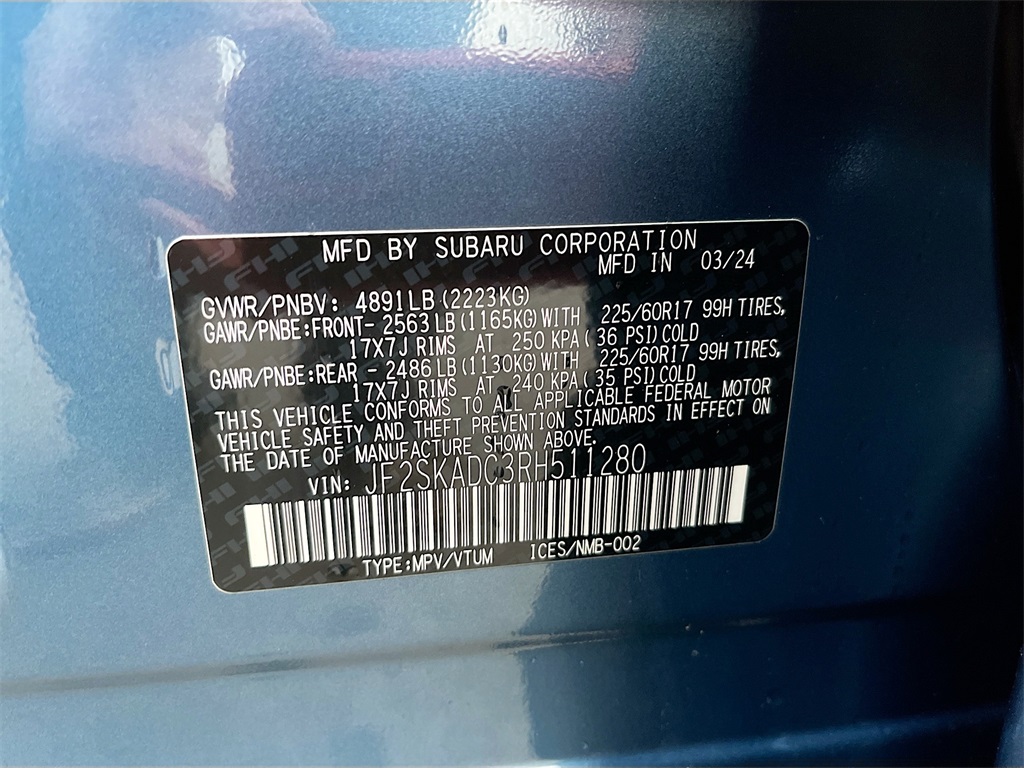 MFD BY SUBARU CORPORATION
MFD IN 03/24
GVWR/PNBV: 4891LB(2223KG)
GAWR/PNBE:FRONT- 2563LB(1165KG)WITH 225/60R17 99H TIRES,
17X7J RIMS AT 250 KPA( 36 PSI)COLD
GAWR/PNBE:REAR - 2486LB(1130KG)WITH 225/60R17 99H TIRES,
17X7J RIMS AT 240 KPA( 35 PSI)COLD
THIS VEHICLE CONFORMS TO ALL APPLICABLE FEDERAL MOTOR
VEHICLE SAFETY AND THEFT PREVENTION STANDARDS IN EFFECT ON
THE DATE OF MANUFACTURE SHOWN ABOVE.
VIN: JF2SKADC3RH511280
TYPE:MPV/VTUM ICES/NMB-002